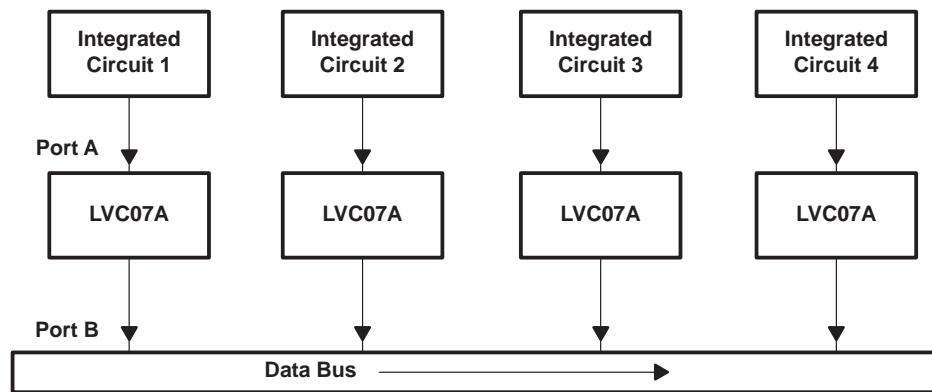 Integrated
Circuit 1
Integrated
Circuit 2
Integrated
Circuit 3
Integrated
Circuit 4
Port A
LVC07A
LVC07A
LVC07A
LVC07A
Port B
Data Bus